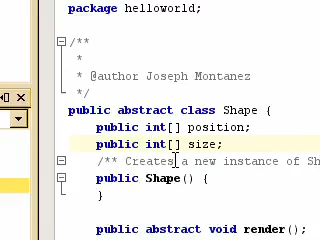 package helloworld;
/**
*
* @author Joseph Montanez
*/
public abstract class Shape {
public int[] position;
public int[] size;
/** Creates a new instance of Sh
public Shape() {
}
public abstract void render();